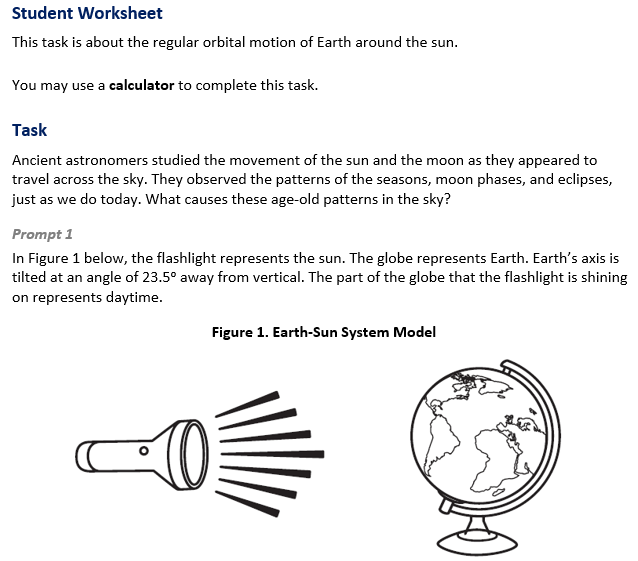 Student Worksheet
This task is about the regular orbital motion of Earth around the sun.
You may use a calculator to complete this task.
Task
Ancient astronomers studied the movement of the sun and the moon as they appeared to
travel across the sky. They observed the patterns of the seasons, moon phases, and eclipses,
just as we do today. What causes these age-old patterns in the sky?
Prompt 1
In Figure 1 below, the flashlight represents the sun. The globe represents Earth. Earth’s axis is
tilted at an angle of 23.5° away from vertical. The part of the globe that the flashlight is shining
on represents daytime.
Figure 1. Earth-Sun System Model